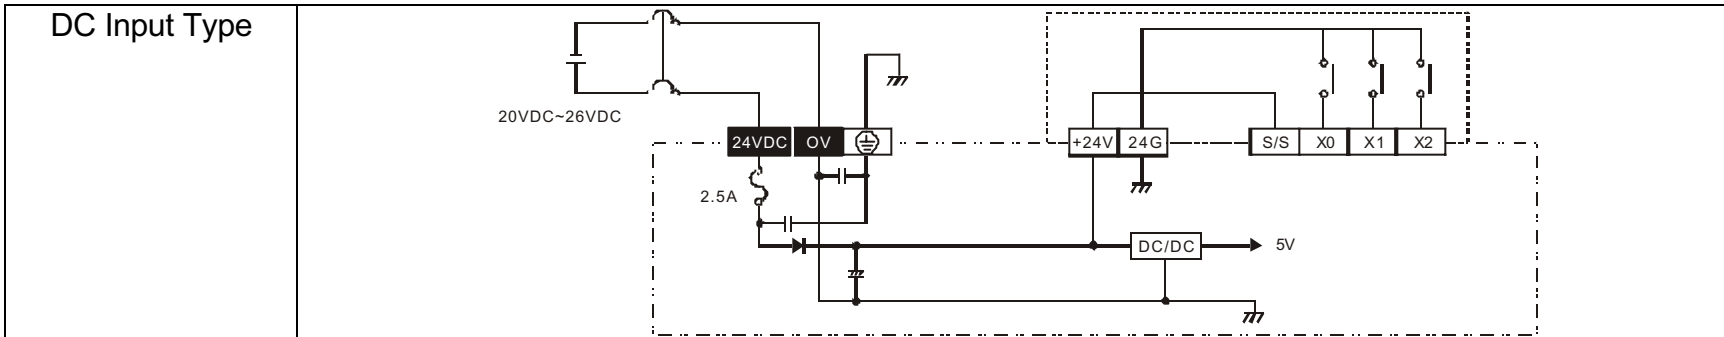 DC Input Type
20VDC~26VDC
24VDC OV
+24V 24G S/S X0 X1 X2
2.5A
DC/DC 5V